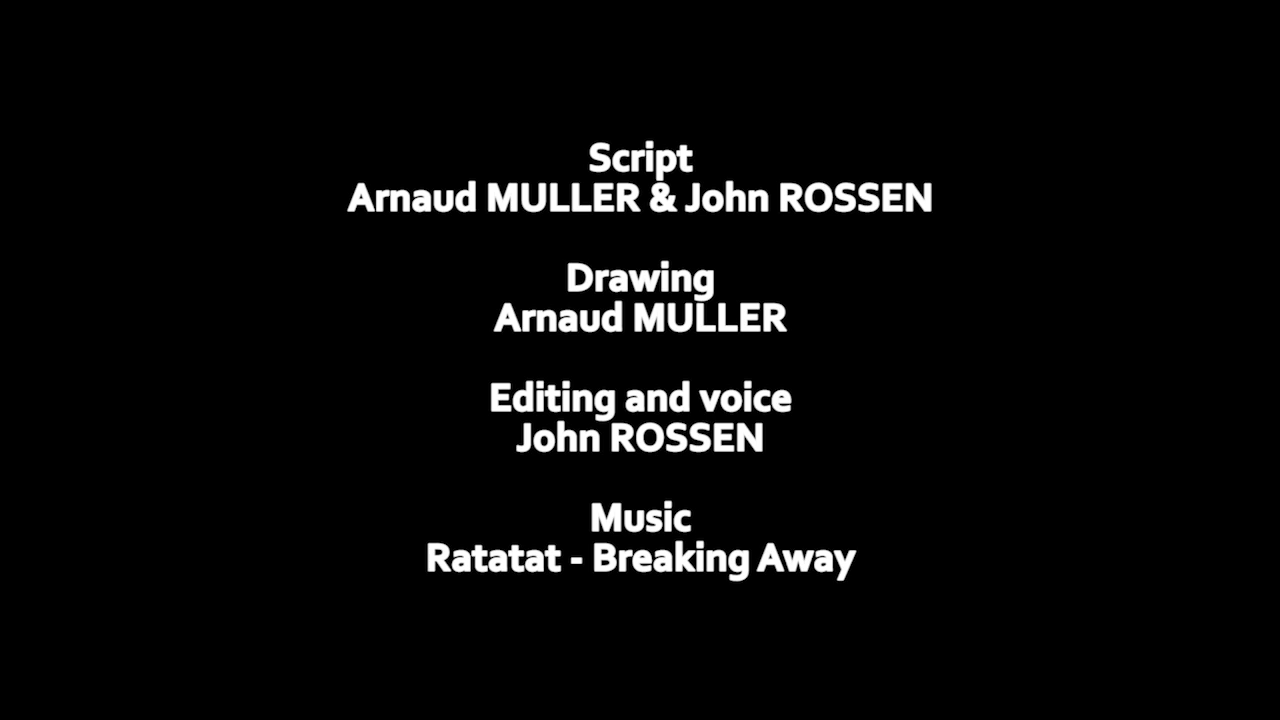 Script
Arnaud MULLER & John ROSSEN
Drawing
Arnaud MULLER
Editing and voice
John ROSSEN
Music
Ratatat - Breaking Away